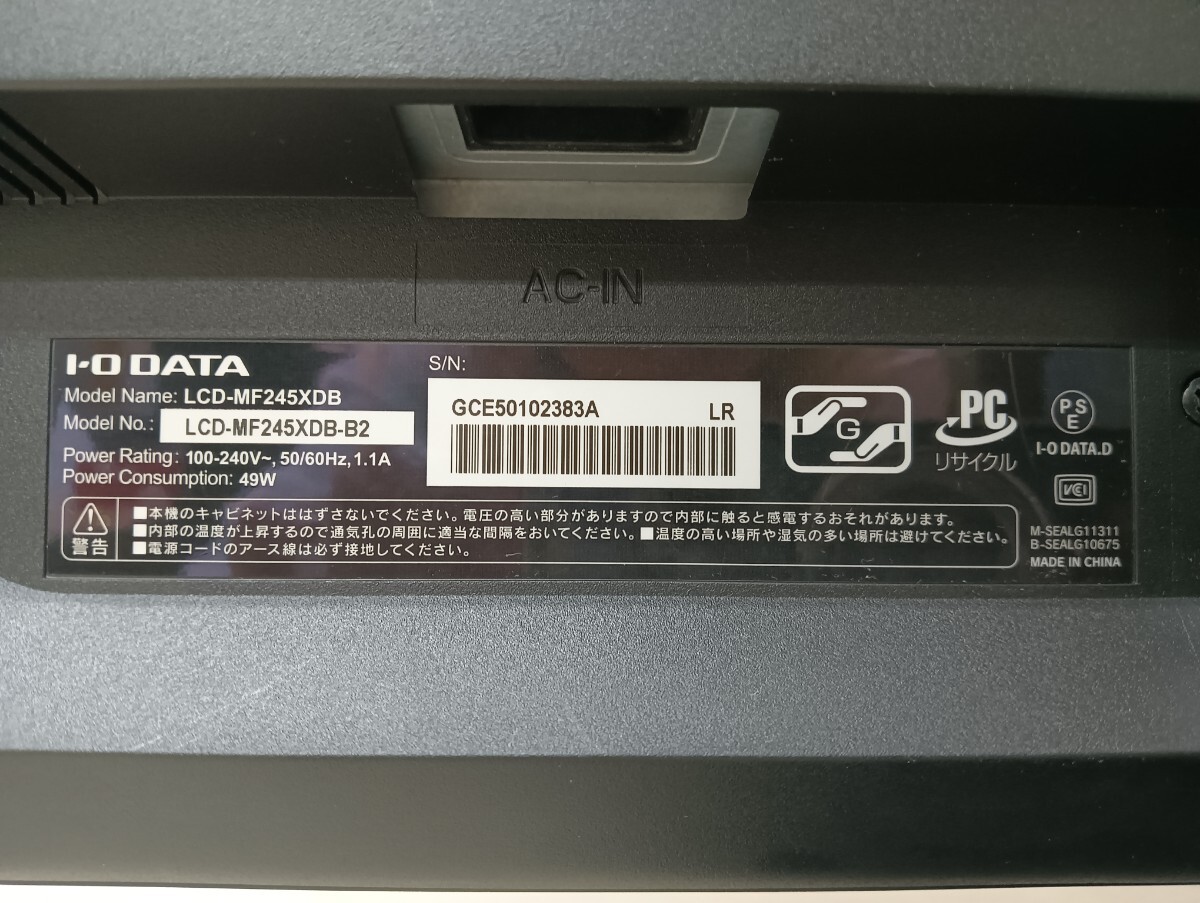 AC-IN
I-O DATA
Model Name: LCD-MF245XDB
Model No.: LCD-MF245XDB-B2
Power Rating: 100-240V~, 50/60Hz, 1.1A
Power Consumption: 49W
S/N:
GCE50102383A LR
G
PC
リサイクル
PS
E
I-O DATA.D
VCI
警告
■本機のキャビネットははずさないでください。電圧の高い部分がありますので内部に触ると感電するおそれがあります。
■内部の温度が上昇するので通気孔の周囲に適当な間隔をおいてください。■温度の高い場所や湿気の多い場所は避けてください。
■電源コードのアース線は必ず接地してください。
M-SEALG11311
B-SEALG10675
MADE IN CHINA